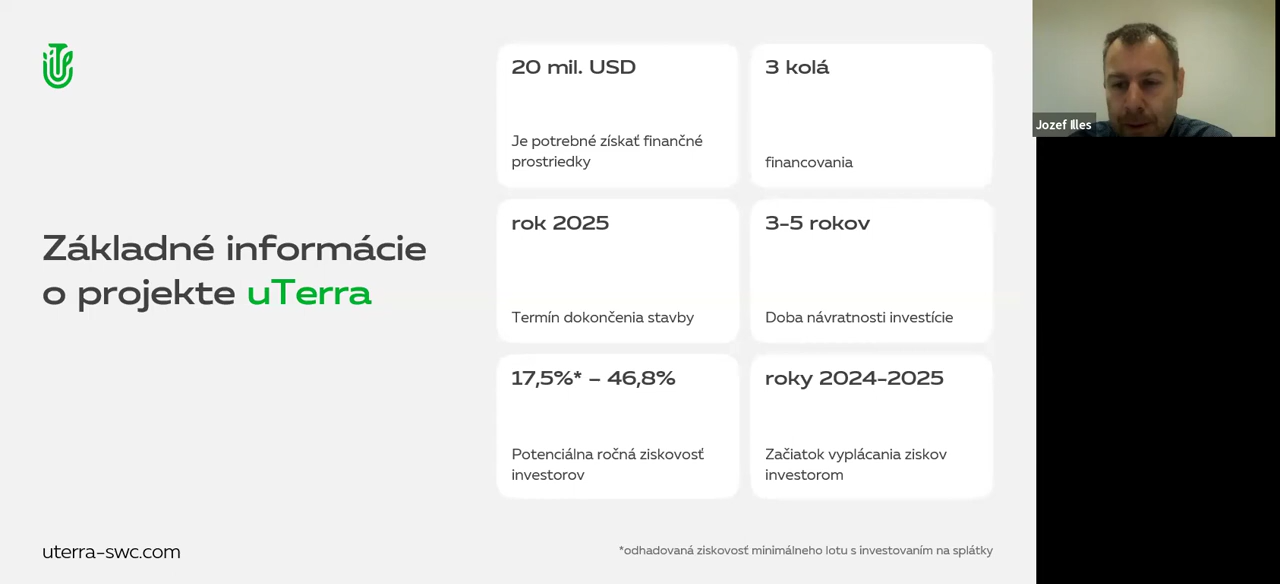 Základné informácie
o projekte uTerra
20 mil. USD
Je potrebné získať finančné
prostriedky
3 kolá
financovania
rok 2025
Termín dokončenia stavby
3-5 rokov
Doba návratnosti investície
17,5%* – 46,8%
Potenciálna ročná ziskovosť
investorov
roky 2024-2025
Začiatok vyplácania ziskov
investorom
uterra-swc.com
*odhadovaná ziskovosť minimálneho lotu s investovaním na splátky
Jozef Illes